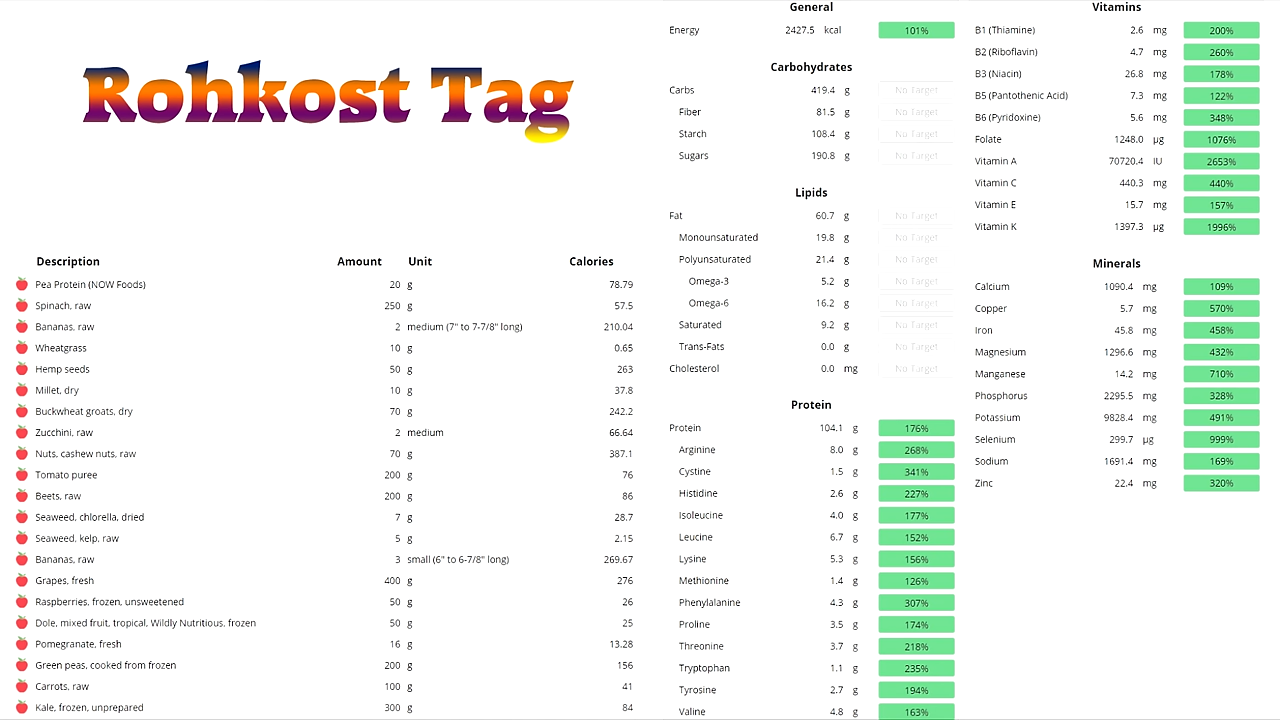 Rohkost Tag
Description Amount Unit Calories
Pea Protein (NOW Foods) 20 g 78.79
Spinach, raw 250 g 57.5
Bananas, raw 2 medium (7" to 7-7/8" long) 210.04
Wheatgrass 10 g 0.65
Hemp seeds 50 g 263
Millet, dry 10 g 37.8
Buckwheat groats, dry 70 g 242.2
Zucchini, raw 2 medium 66.64
Nuts, cashew nuts, raw 70 g 387.1
Tomato puree 200 g 76
Beets, raw 200 g 86
Seaweed, chlorella, dried 7 g 28.7
Seaweed, kelp, raw 5 g 2.15
Bananas, raw 3 small (6" to 6-7/8" long) 269.67
Grapes, fresh 400 g 276
Raspberries, frozen, unsweetened 50 g 26
Dole, mixed fruit, tropical, Wildly Nutritious, frozen 50 g 25
Pomegranate, fresh 16 g 13.28
Green peas, cooked from frozen 200 g 156
Carrots, raw 100 g 41
Kale, frozen, unprepared 300 g 84
General
Energy 2427.5 kcal 101%
Carbohydrates
Carbs 419.4 g No Target
Fiber 81.5 g No Target
Starch 108.4 g No Target
Sugars 190.8 g No Target
Lipids
Fat 60.7 g No Target
Monounsaturated 19.8 g No Target
Polyunsaturated 21.4 g No Target
Omega-3 5.2 g No Target
Omega-6 16.2 g No Target
Saturated 9.2 g No Target
Trans-Fats 0.0 g No Target
Cholesterol 0.0 mg No Target
Protein
Protein 104.1 g 176%
Arginine 8.0 g 268%
Cystine 1.5 g 341%
Histidine 2.6 g 227%
Isoleucine 4.0 g 177%
Leucine 6.7 g 152%
Lysine 5.3 g 156%
Methionine 1.4 g 126%
Phenylalanine 4.3 g 307%
Proline 3.5 g 174%
Threonine 3.7 g 218%
Tryptophan 1.1 g 235%
Tyrosine 2.7 g 194%
Valine 4.8 g 163%
Vitamins
B1 (Thiamine) 2.6 mg 200%
B2 (Riboflavin) 4.7 mg 260%
B3 (Niacin) 26.8 mg 178%
B5 (Pantothenic Acid) 7.3 mg 122%
B6 (Pyridoxine) 5.6 mg 348%
Folate 1248.0 µg 1076%
Vitamin A 70720.4 IU 2653%
Vitamin C 440.3 mg 440%
Vitamin E 15.7 mg 157%
Vitamin K 1397.3 µg 1996%
Minerals
Calcium 1090.4 mg 109%
Copper 5.7 mg 570%
Iron 45.8 mg 458%
Magnesium 1296.6 mg 432%
Manganese 14.2 mg 710%
Phosphorus 2295.5 mg 328%
Potassium 9828.4 mg 491%
Selenium 299.7 µg 999%
Sodium 1691.4 mg 169%
Zinc 22.4 mg 320%